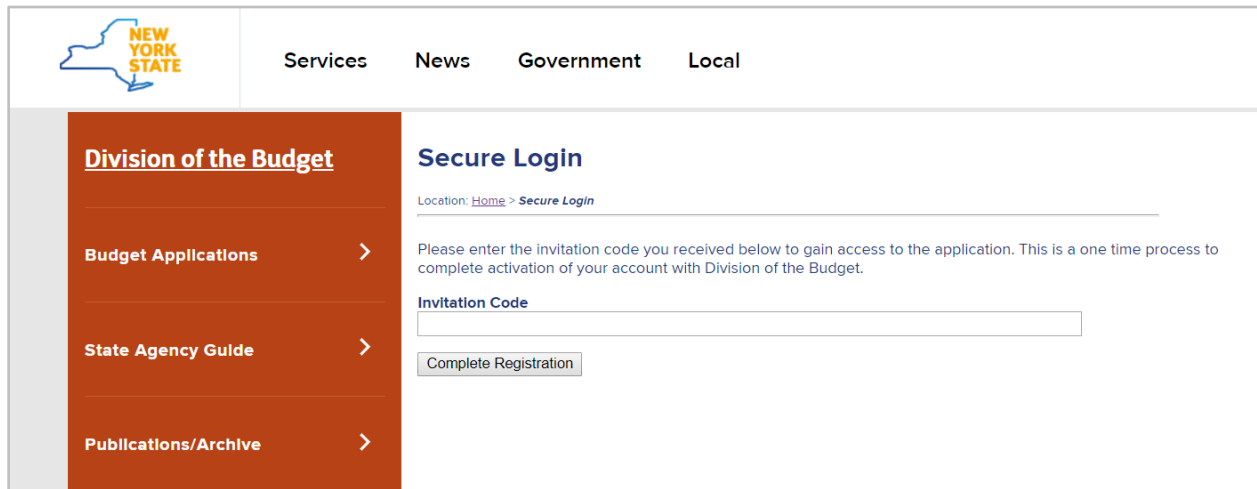 NEW
YORK
STATE
Services News Government Local
Division of the Budget
Budget Applications
State Agency Guide
Publications/Archive
Secure Login
Location: Home > Secure Login
Please enter the invitation code you received below to gain access to the application. This is a one time process to
complete activation of your account with Division of the Budget.
Invitation Code
Complete Registration